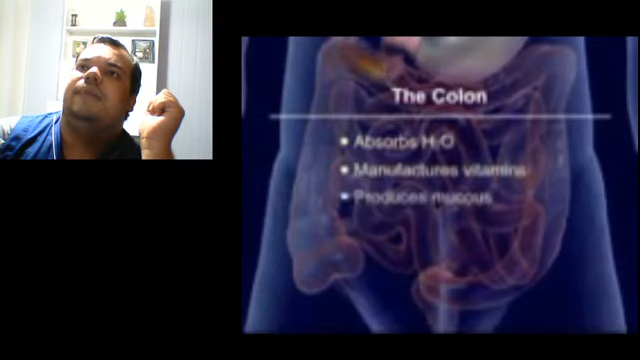 The Colon
• Absorbs H₂O
• Manufactures vitamins
• Produces mucous